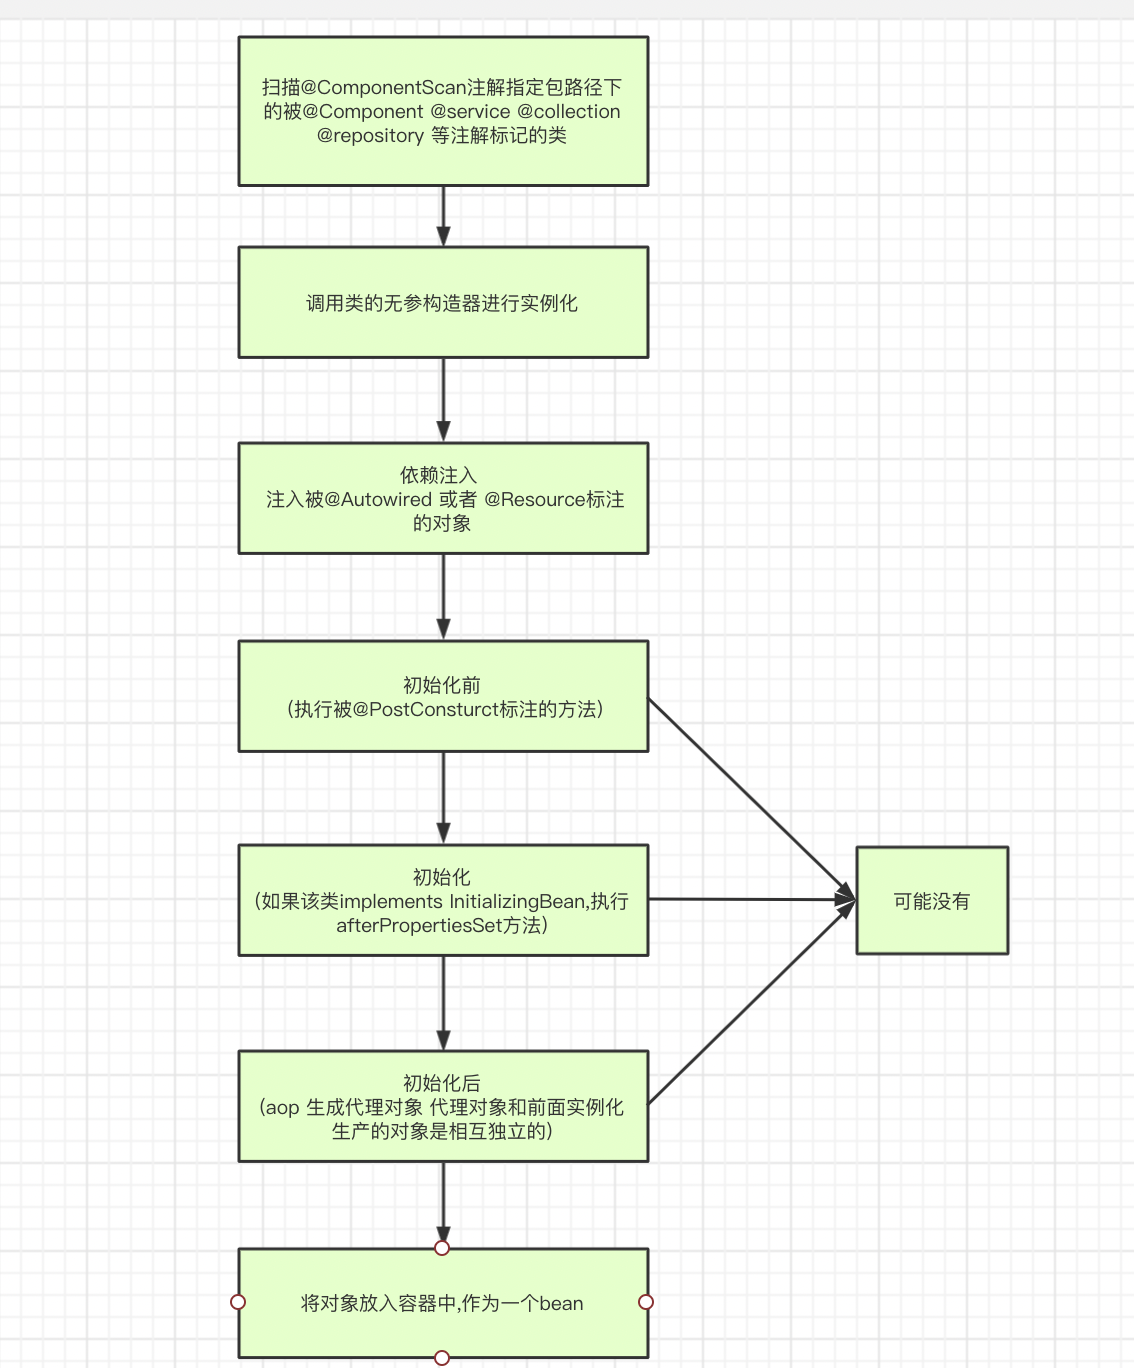 扫描@ComponentScan注解指定包路径下
的被@Component @service @collection
@repository 等注解标记的类
调用类的无参构造器进行实例化
依赖注入
注入被@Autowired 或者 @Resource标注
的对象
初始化前
(执行被@PostConsturct标注的方法)
初始化
(如果该类implements InitializingBean,执行
afterPropertiesSet方法)
可能没有
初始化后
(aop 生成代理对象 代理对象和前面实例化
生产的对象是相互独立的)
将对象放入容器中,作为一个bean